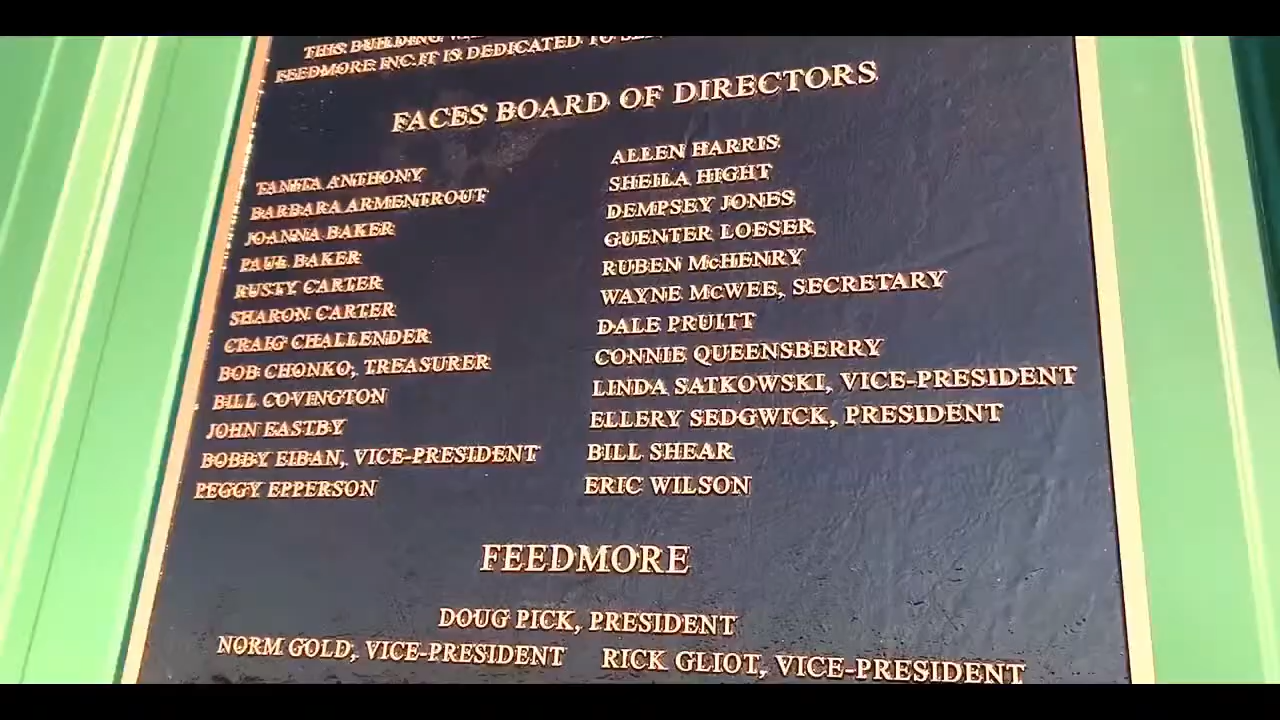 THIS BUILDING
FEEDMORE INC. IT IS DEDICATED TO
FACES BOARD OF DIRECTORS
TANITA ANTHONY
BARBARA ARMENTROUT
JOANNA BAKER
PAUL BAKER
RUSTY CARTER
SHARON CARTER
CRAIG CHALLENDER
BOB CHONKO, TREASURER
BILL COVINGTON
JOHN EASTBY
BOBBY EIBAN, VICE-PRESIDENT
PEGGY EPPERSON
ALLEN HARRIS
SHEILA HIGHT
DEMPSEY JONES
GUENTER LOESER
RUBEN McHENRY
WAYNE McWEE, SECRETARY
DALE PRUITT
CONNIE QUEENSBERRY
LINDA SATKOWSKI, VICE-PRESIDENT
ELLERY SEDGWICK, PRESIDENT
BILL SHEAR
ERIC WILSON
FEEDMORE
DOUG PICK, PRESIDENT
NORM GOLD, VICE-PRESIDENT RICK GLIOT, VICE-PRESIDENT